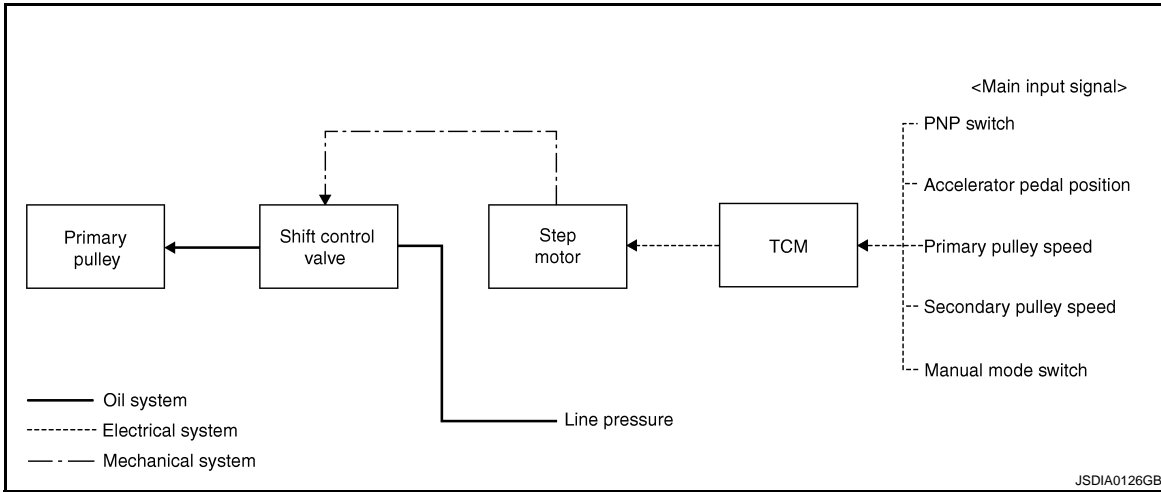 <Main input signal>
PNP switch
Accelerator pedal position
Primary
pulley
Shift control
valve
Step
motor
TCM
Primary pulley speed
Secondary pulley speed
Manual mode switch
Oil system
Line pressure
Electrical system
Mechanical system
JSDIA0126GB